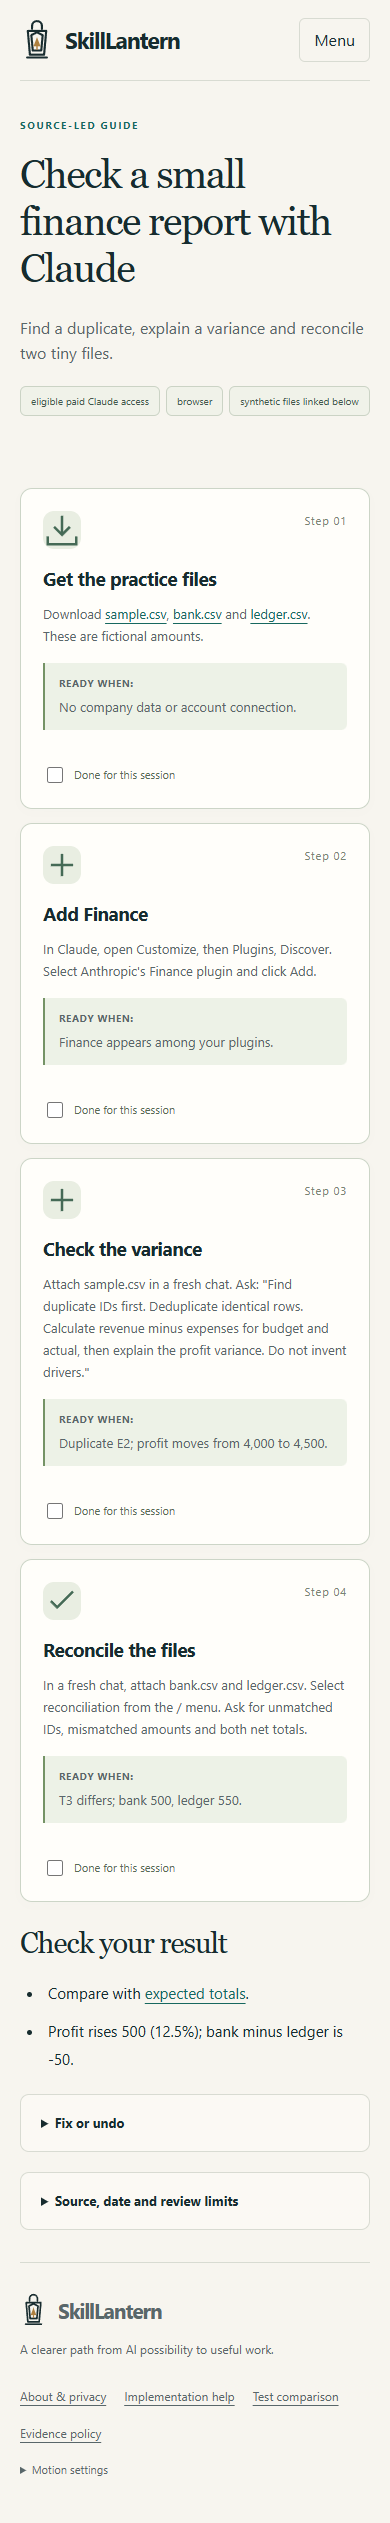 SkillLantern
Menu
SOURCE-LED GUIDE
Check a small
finance report with
Claude
Find a duplicate, explain a variance and reconcile
two tiny files.
eligible paid Claude access
browser
synthetic files linked below
Step 01
Get the practice files
Download sample.csv, bank.csv and ledger.csv.
These are fictional amounts.
READY WHEN:
No company data or account connection.
Done for this session
Step 02
Add Finance
In Claude, open Customize, then Plugins, Discover.
Select Anthropic's Finance plugin and click Add.
READY WHEN:
Finance appears among your plugins.
Done for this session
Step 03
Check the variance
Attach sample.csv in a fresh chat. Ask: "Find
duplicate IDs first. Deduplicate identical rows.
Calculate revenue minus expenses for budget and
actual, then explain the profit variance. Do not invent
drivers."
READY WHEN:
Duplicate E2; profit moves from 4,000 to 4,500.
Done for this session
Step 04
Reconcile the files
In a fresh chat, attach bank.csv and ledger.csv. Select
reconciliation from the / menu. Ask for unmatched
IDs, mismatched amounts and both net totals.
READY WHEN:
T3 differs; bank 500, ledger 550.
Done for this session
Check your result
• Compare with expected totals.
• Profit rises 500 (12.5%); bank minus ledger is
-50.
▶ Fix or undo
▶ Source, date and review limits
SkillLantern
A clearer path from AI possibility to useful work.
About & privacy
Implementation help
Test comparison
Evidence policy
▶ Motion settings